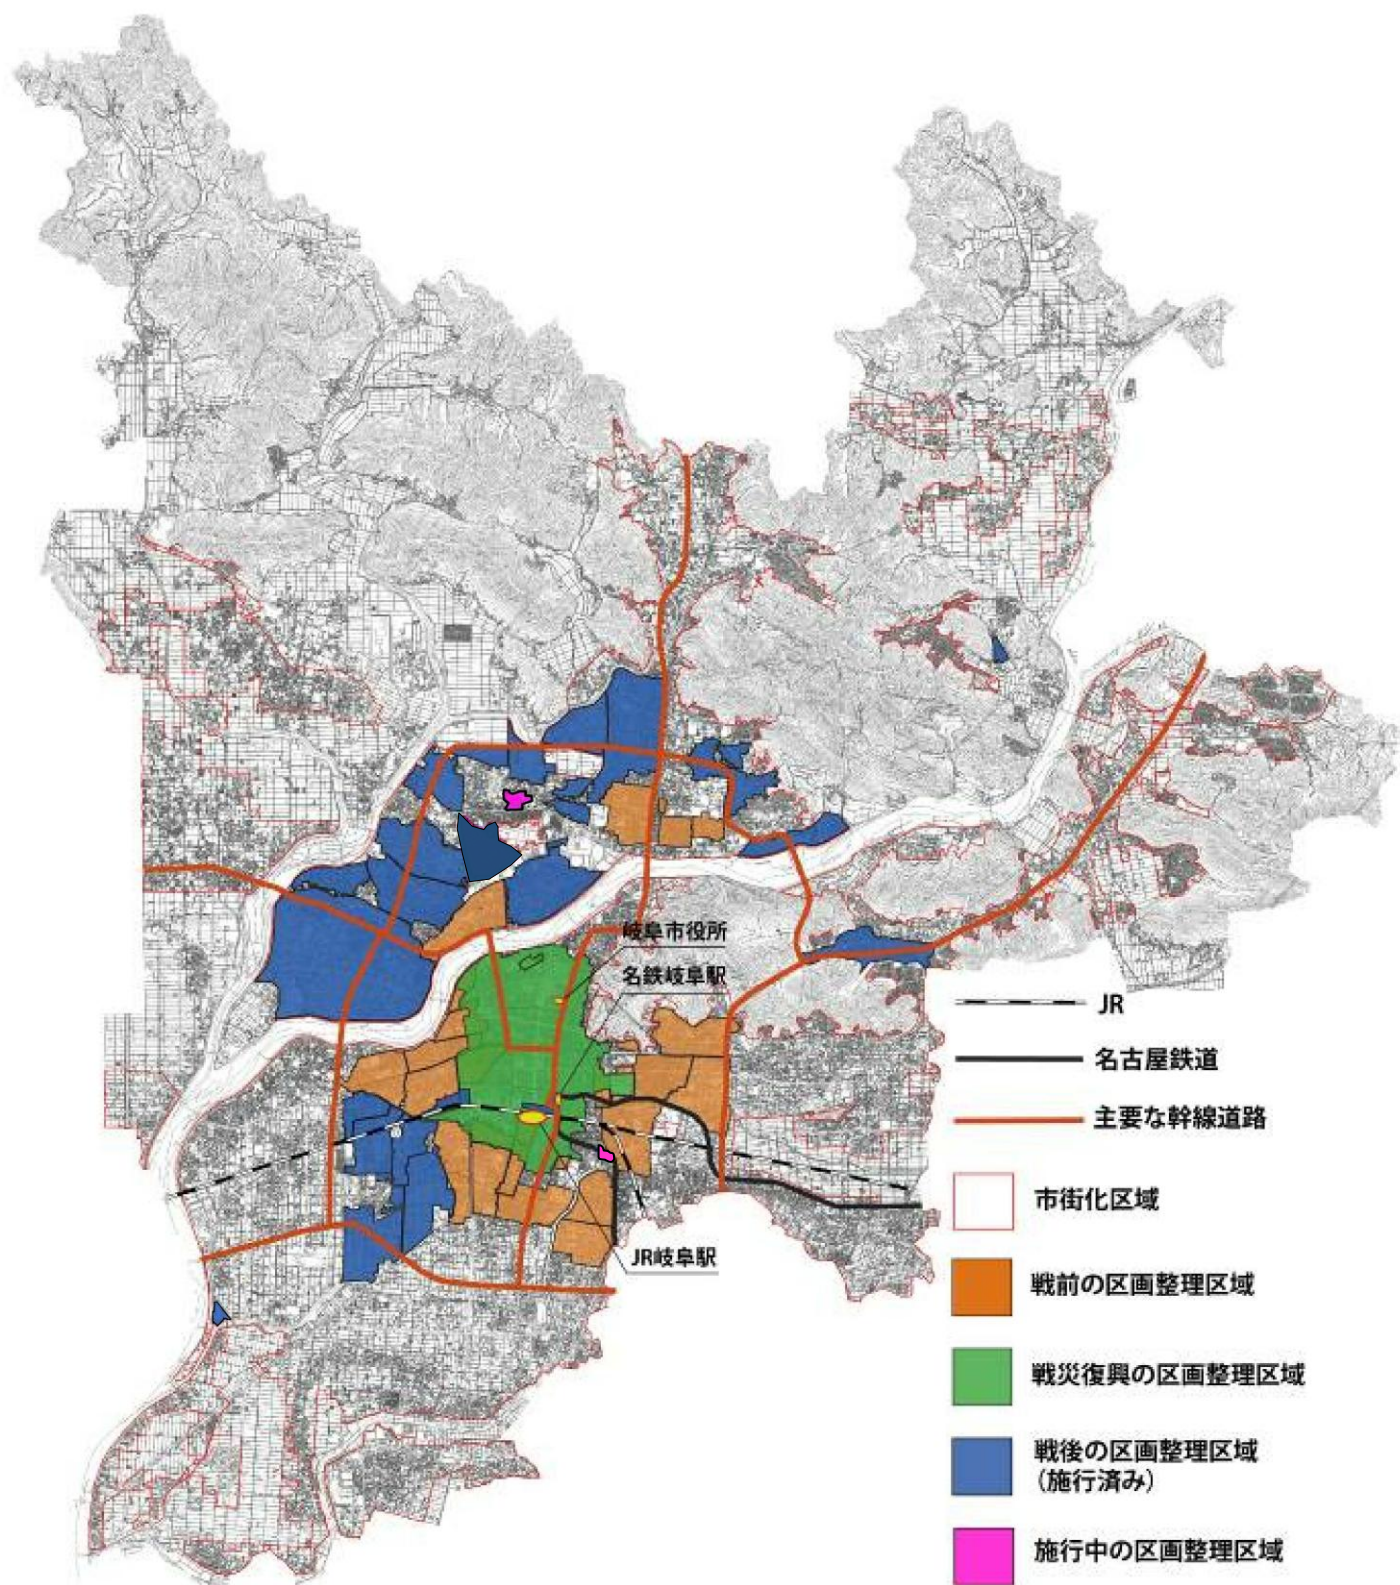 岐阜市役所
名鉄岐阜駅
JR岐阜駅
JR
名古屋鉄道
主要な幹線道路
市街化区域
戦前の区画整理区域
戦災復興の区画整理区域
戦後の区画整理区域
(施行済み)
施行中の区画整理区域